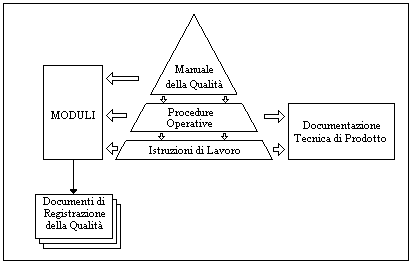 Manuale
della Qualità
MODULI
Procedure
Operative
Documentazione
Tecnica di Prodotto
Istruzioni di Lavoro
Documenti di
Registrazione
della Qualità